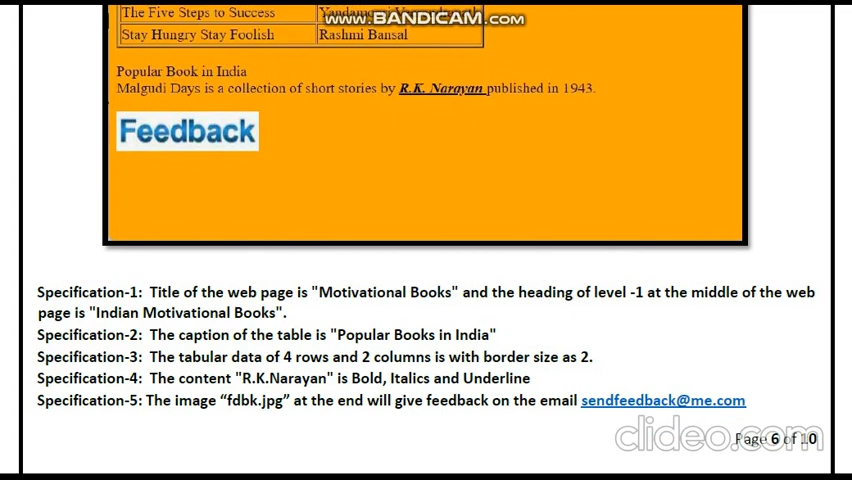 The Five Steps to Success
www.BANDICAM.com
Stay Hungry Stay Foolish Rashmi Bansal
Popular Book in India
Malgudi Days is a collection of short stories by R.K. Narayan published in 1943.
Feedback
Specification-1: Title of the web page is "Motivational Books" and the heading of level -1 at the middle of the web
page is "Indian Motivational Books".
Specification-2: The caption of the table is "Popular Books in India"
Specification-3: The tabular data of 4 rows and 2 columns is with border size as 2.
Specification-4: The content "R.K.Narayan" is Bold, Italics and Underline
Specification-5: The image “fdbk.jpg” at the end will give feedback on the email sendfeedback@me.com
clideo.com
Page 6 of 10